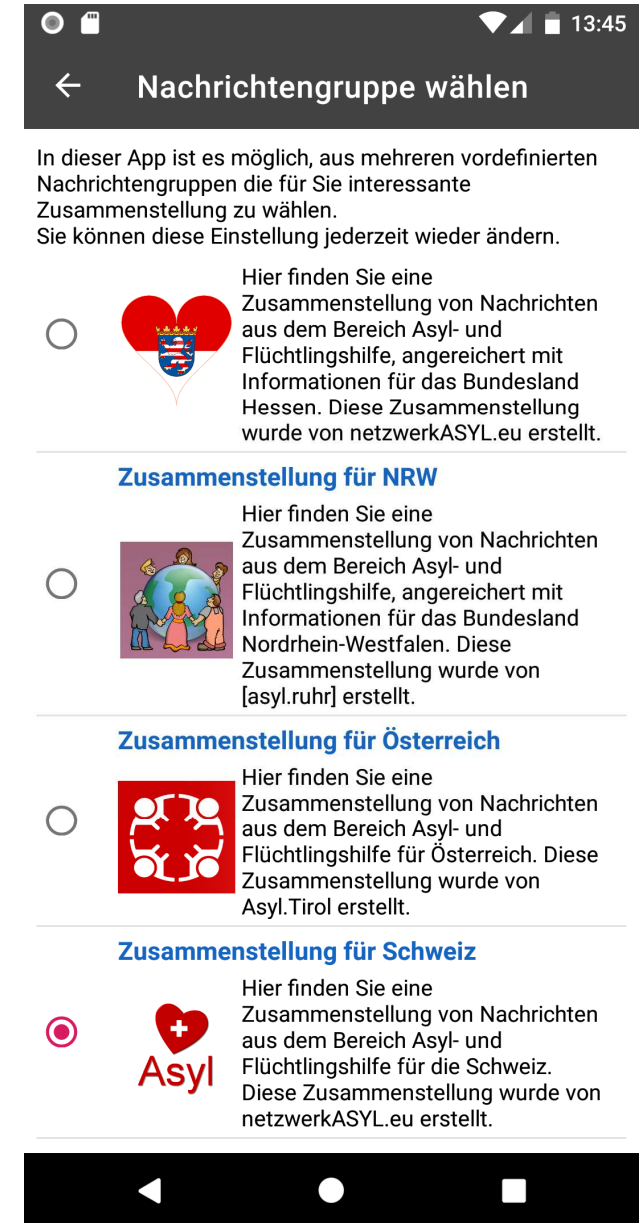 13:45
Nachrichtengruppe wählen
In dieser App ist es möglich, aus mehreren vordefinierten
Nachrichtengruppen die für Sie interessante
Zusammenstellung zu wählen.
Sie können diese Einstellung jederzeit wieder ändern.
Hier finden Sie eine
Zusammenstellung von Nachrichten
aus dem Bereich Asyl- und
Flüchtlingshilfe, angereichert mit
Informationen für das Bundesland
Hessen. Diese Zusammenstellung
wurde von netzwerkASYL.eu erstellt.
Zusammenstellung für NRW
Hier finden Sie eine
Zusammenstellung von Nachrichten
aus dem Bereich Asyl- und
Flüchtlingshilfe, angereichert mit
Informationen für das Bundesland
Nordrhein-Westfalen. Diese
Zusammenstellung wurde von
[asyl.ruhr] erstellt.
Zusammenstellung für Österreich
Hier finden Sie eine
Zusammenstellung von Nachrichten
aus dem Bereich Asyl- und
Flüchtlingshilfe für Österreich. Diese
Zusammenstellung wurde von
Asyl.Tirol erstellt.
Zusammenstellung für Schweiz
Asyl
Hier finden Sie eine
Zusammenstellung von Nachrichten
aus dem Bereich Asyl- und
Flüchtlingshilfe für die Schweiz.
Diese Zusammenstellung wurde von
netzwerkASYL.eu erstellt.